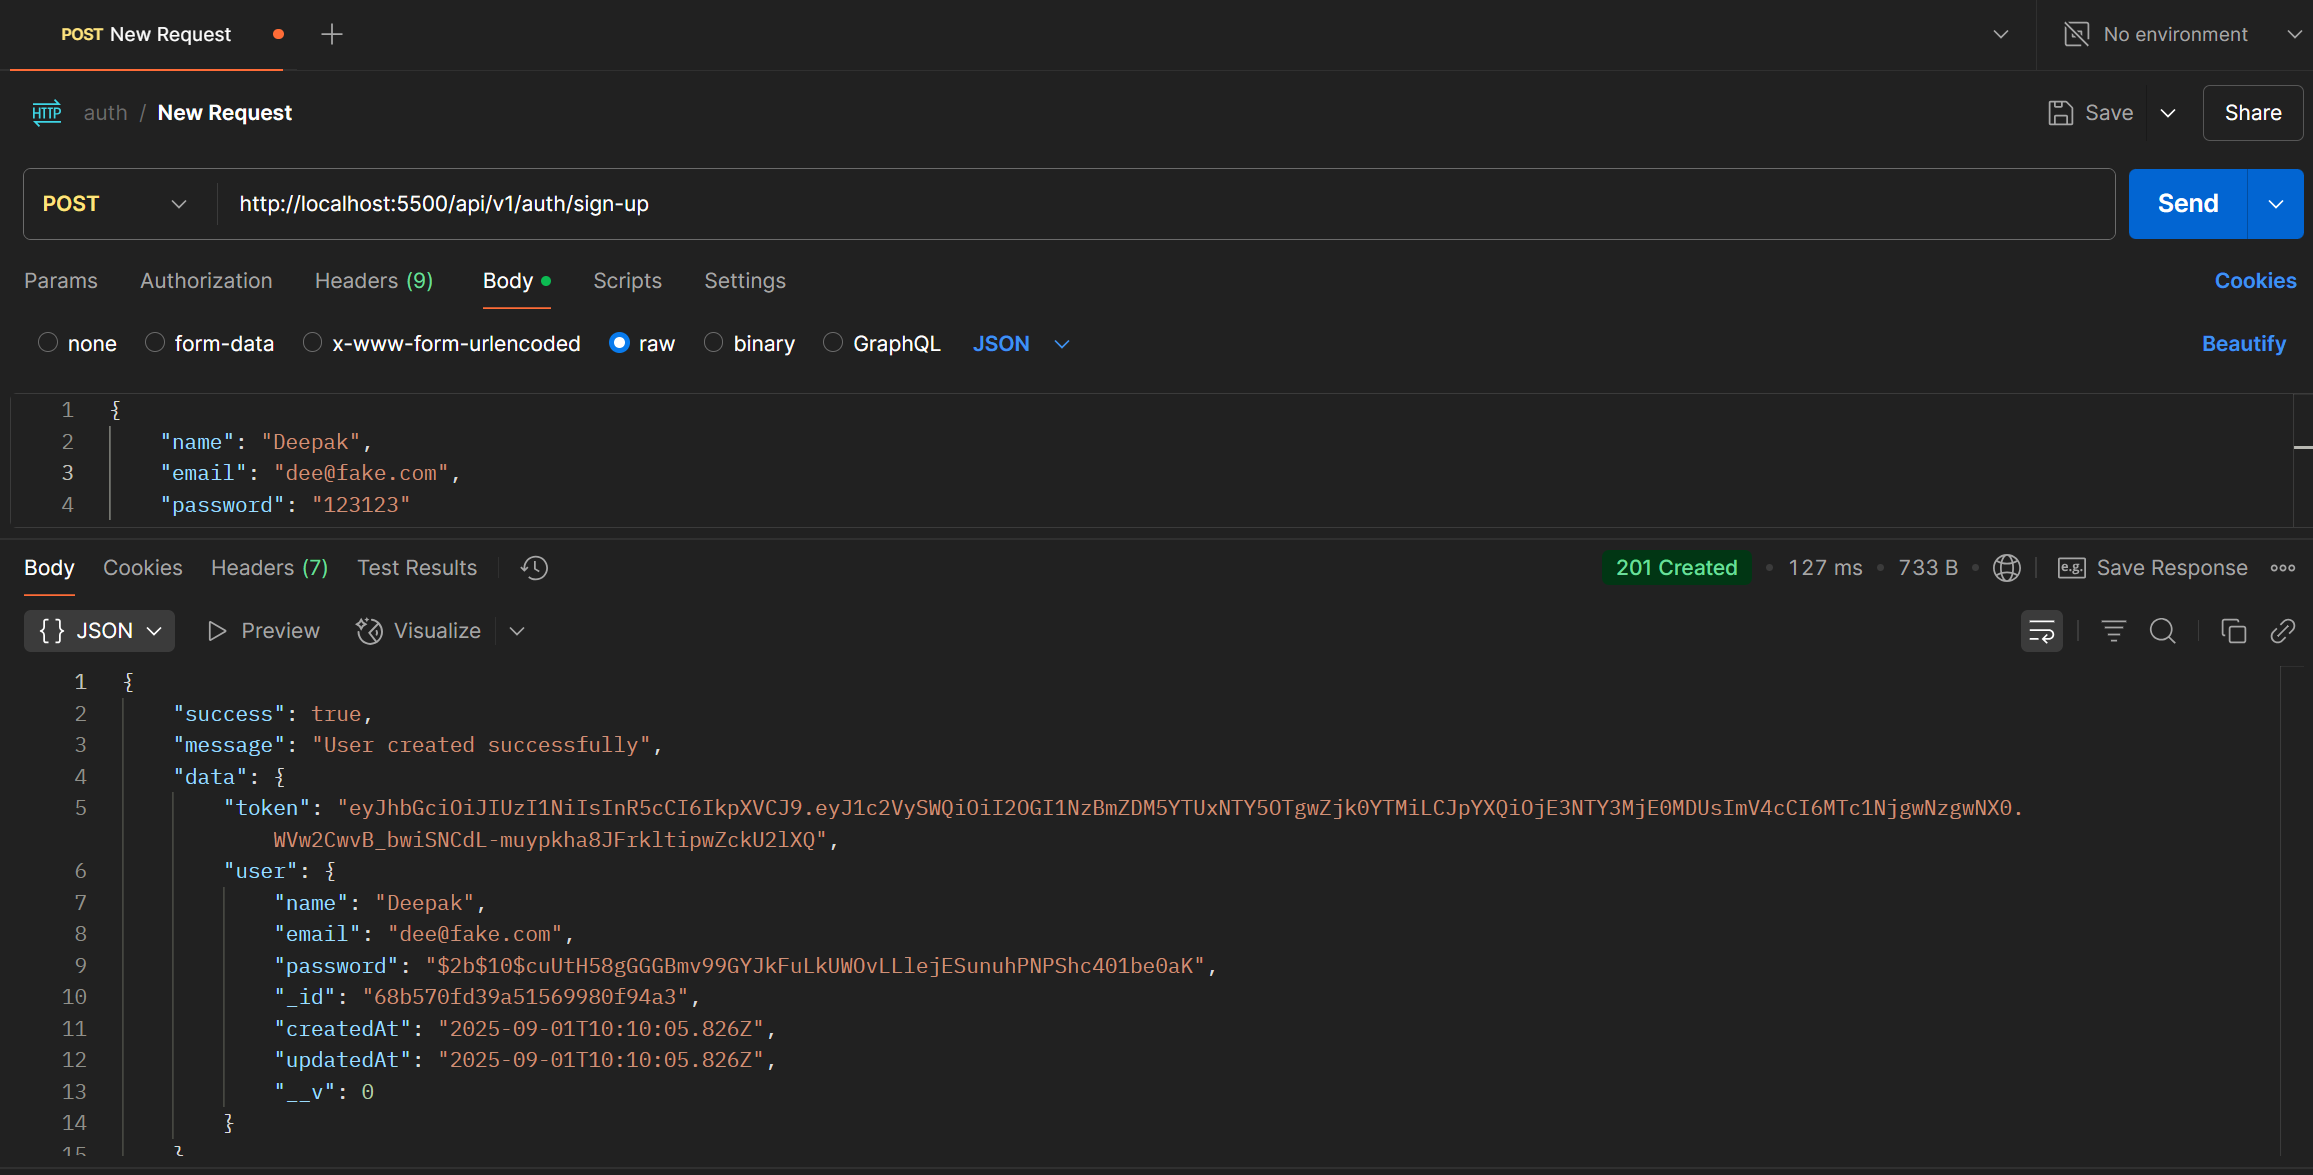 POST New Request
No environment
HTTP auth / New Request
Save
Share
POST
http://localhost:5500/api/v1/auth/sign-up
Send
Params Authorization Headers (9) Body Scripts Settings
Cookies
none form-data x-www-form-urlencoded raw binary GraphQL JSON
Beautify
1 {
2 "name": "Deepak",
3 "email": "dee@fake.com",
4 "password": "123123"
Body Cookies Headers (7) Test Results
201 Created • 127 ms • 733 B • e.g. Save Response
{} JSON Preview Visualize
1 {
2 "success": true,
3 "message": "User created successfully",
4 "data": {
5 "token": "eyJhbGciOiJIUzI1NiIsInR5cCI6IkpXVCJ9.eyJ1c2VySWQiOiI2OGI1NzBmZDM5YTUxNTY5OTgwZjk0YTMiLCJpYXQiOjE3NTY3MjE0MDUsImV4cCI6MTc1NjgwNzgwNX0.
WVw2CwvB_bwiSNCdL-muypkha8JFrkltipwZckU2lXQ",
6 "user": {
7 "name": "Deepak",
8 "email": "dee@fake.com",
9 "password": "$2b$10$cuUtH58gGGGBmv99GYJkFuLkUWOvLLlejESunuhPNPShc401be0aK",
10 "_id": "68b570fd39a51569980f94a3",
11 "createdAt": "2025-09-01T10:10:05.826Z",
12 "updatedAt": "2025-09-01T10:10:05.826Z",
13 "__v": 0
14 }
15 }